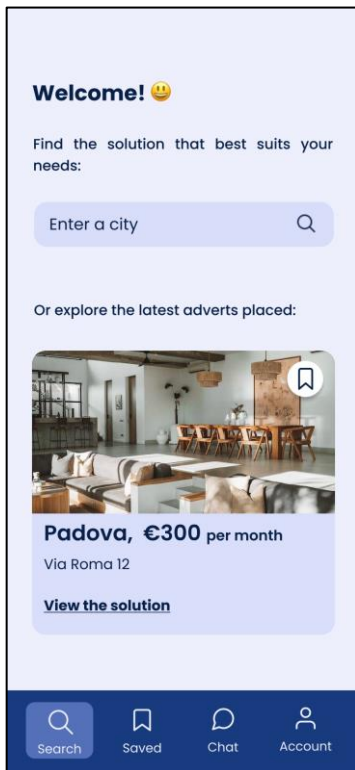 Welcome! 😃
Find the solution that best suits your
needs:
Enter a city
Or explore the latest adverts placed:
Padova, €300 per month
Via Roma 12
View the solution
Search Saved Chat Account